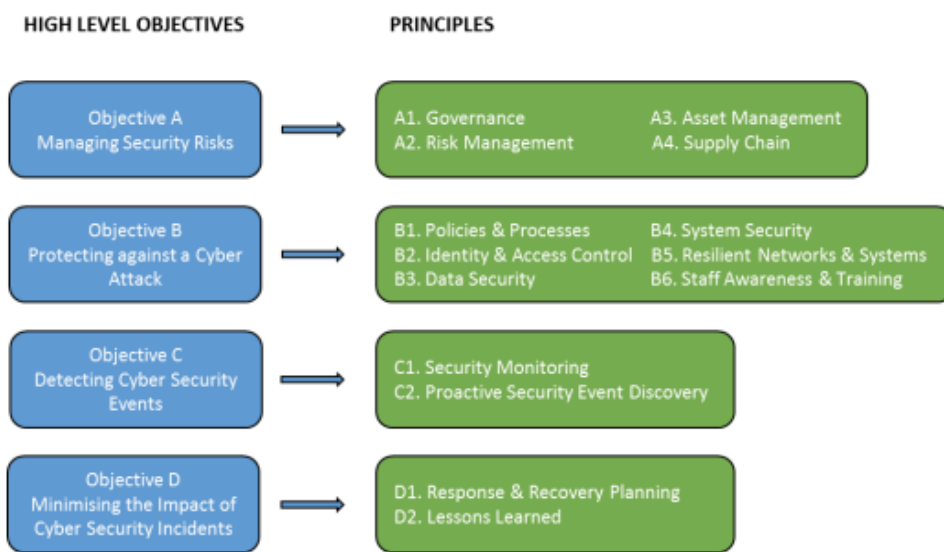 HIGH LEVEL OBJECTIVES
PRINCIPLES
Objective A
Managing Security Risks
A1. Governance
A2. Risk Management
A3. Asset Management
A4. Supply Chain
Objective B
Protecting against a Cyber
Attack
B1. Policies & Processes
B2. Identity & Access Control
B3. Data Security
B4. System Security
B5. Resilient Networks & Systems
B6. Staff Awareness & Training
Objective C
Detecting Cyber Security
Events
C1. Security Monitoring
C2. Proactive Security Event Discovery
Objective D
Minimising the Impact of
Cyber Security Incidents
D1. Response & Recovery Planning
D2. Lessons Learned